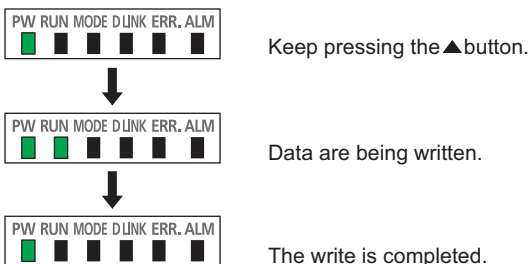 PW RUN MODE D LINK ERR. ALM
Keep pressing the▲button.
PW RUN MODE D LINK ERR. ALM
Data are being written.
PW RUN MODE D LINK ERR. ALM
The write is completed.